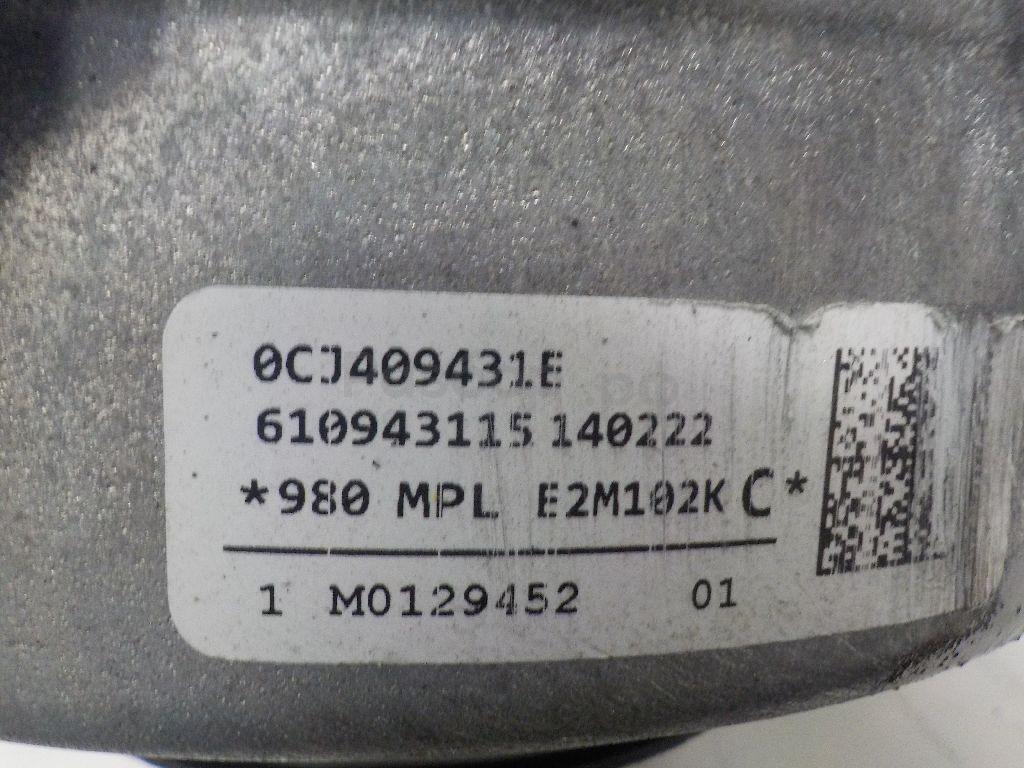 0CJ409431E
610943115 140222
*980 MPL E2M102K C*
1 M0129452 01